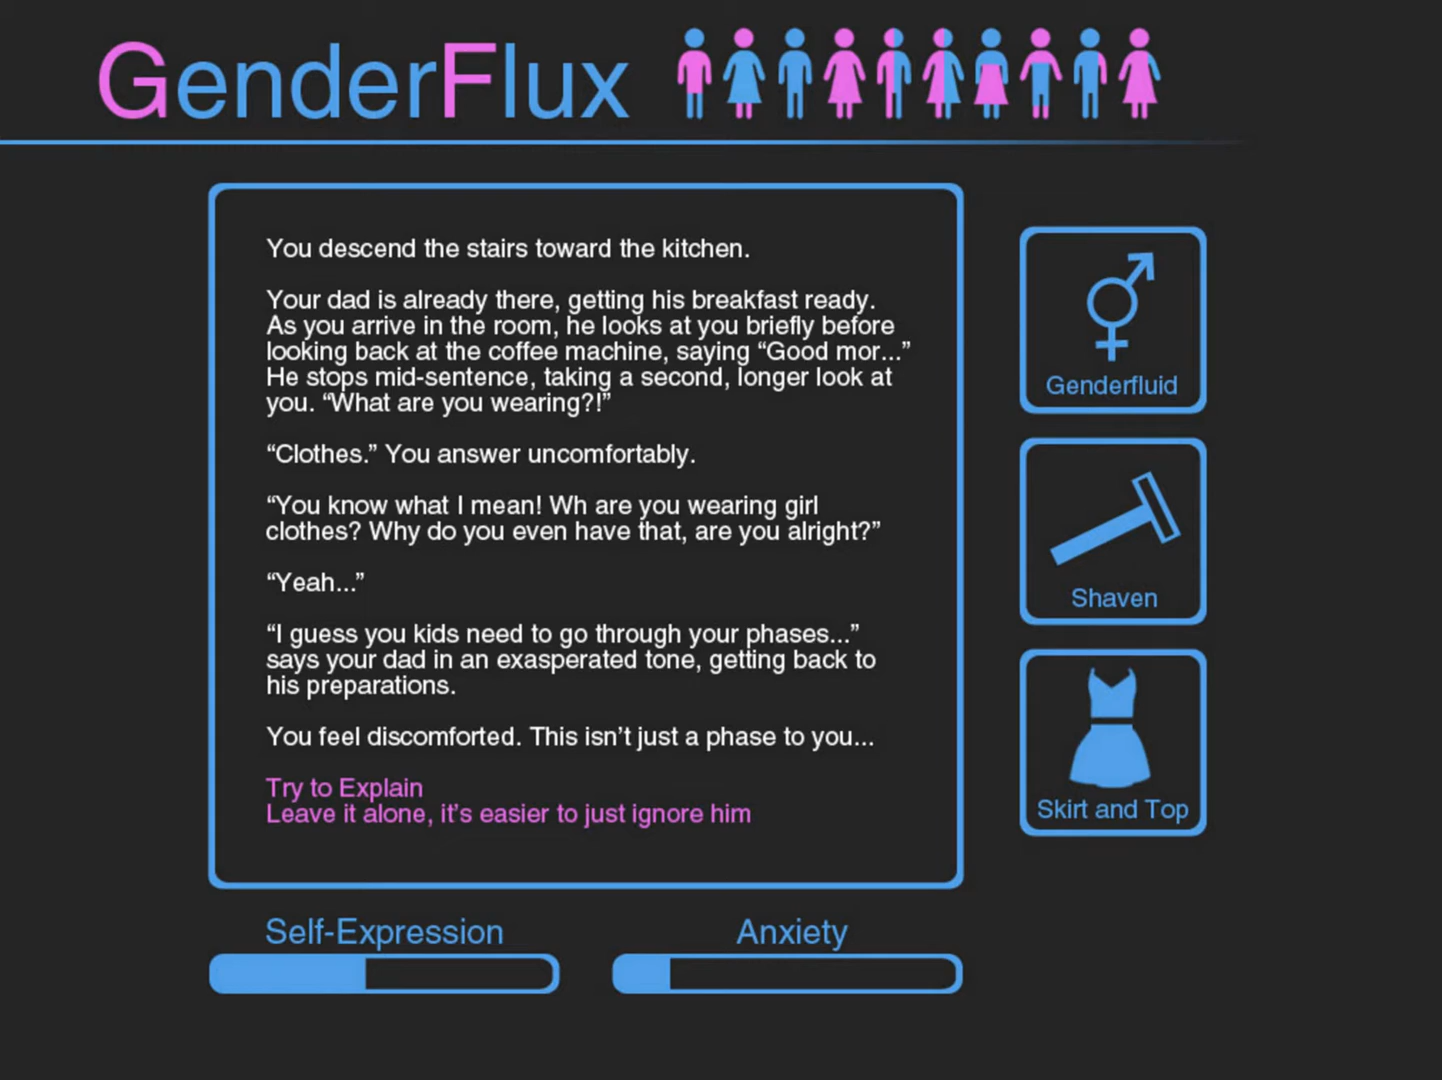 GenderFlux
You descend the stairs toward the kitchen.
Your dad is already there, getting his breakfast ready.
As you arrive in the room, he looks at you briefly before
looking back at the coffee machine, saying “Good mor...”
He stops mid-sentence, taking a second, longer look at
you. “What are you wearing?!”
“Clothes.” You answer uncomfortably.
“You know what I mean! Wh are you wearing girl
clothes? Why do you even have that, are you alright?”
“Yeah...”
“I guess you kids need to go through your phases...”
says your dad in an exasperated tone, getting back to
his preparations.
You feel discomforted. This isn’t just a phase to you...
Try to Explain
Leave it alone, it’s easier to just ignore him
Genderfluid
Shaven
Skirt and Top
Self-Expression
Anxiety